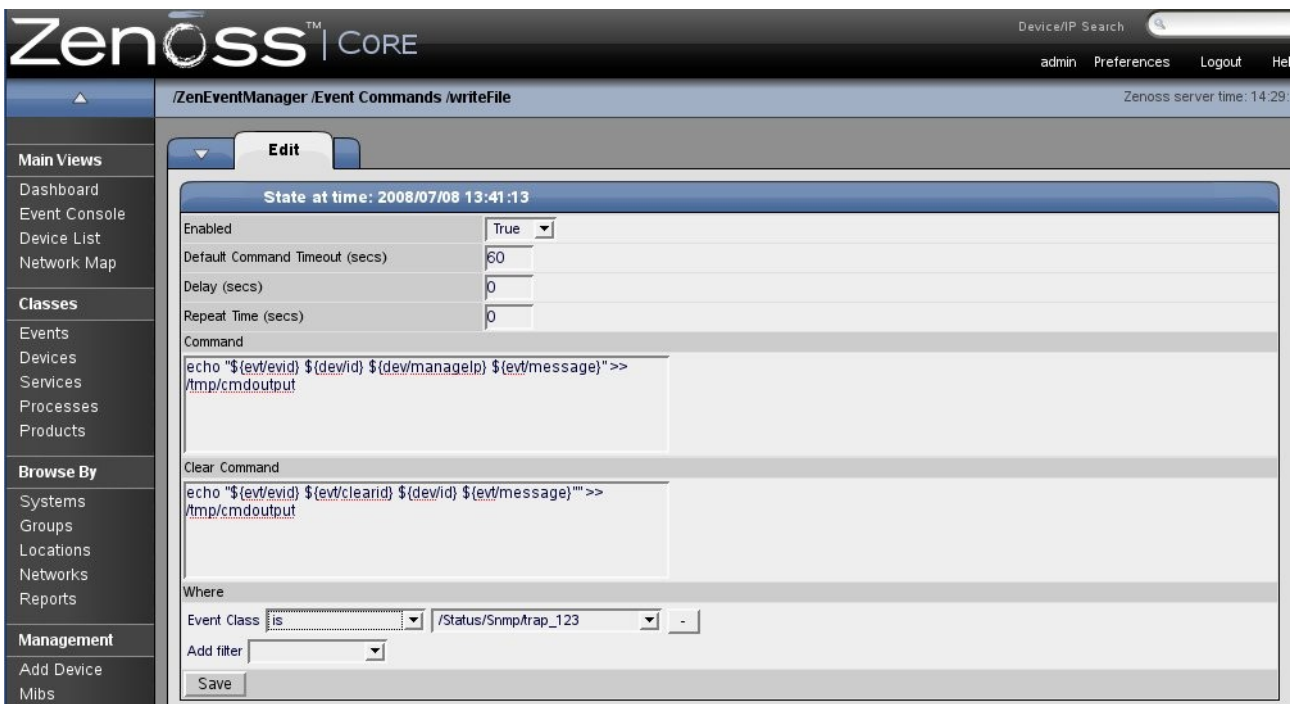 Zenoss™ | CORE
Device/IP Search
admin Preferences Logout Hel
/ZenEventManager /Event Commands /writeFile
Zenoss server time: 14:29:
Edit
Main Views
Dashboard
Event Console
Device List
Network Map
Classes
Events
Devices
Services
Processes
Products
Browse By
Systems
Groups
Locations
Networks
Reports
Management
Add Device
Mibs
State at time: 2008/07/08 13:41:13
Enabled True
Default Command Timeout (secs) 60
Delay (secs) 0
Repeat Time (secs) 0
Command
echo "${evt/evid} ${dev/id} ${dev/manageIp} ${evt/message}" >>
/tmp/cmdoutput
Clear Command
echo "${evt/evid} ${evt/clearid} ${dev/id} ${evt/message}"" >>
/tmp/cmdoutput
Where
Event Class is /Status/Snmp/trap_123 -
Add filter
Save